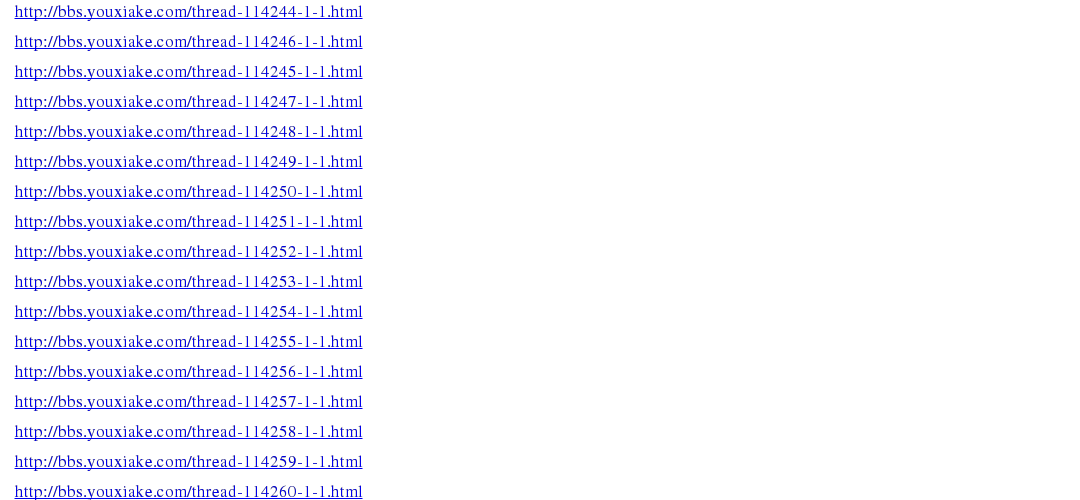 http://bbs.youxiake.com/thread-114244-1-1.html
http://bbs.youxiake.com/thread-114246-1-1.html
http://bbs.youxiake.com/thread-114245-1-1.html
http://bbs.youxiake.com/thread-114247-1-1.html
http://bbs.youxiake.com/thread-114248-1-1.html
http://bbs.youxiake.com/thread-114249-1-1.html
http://bbs.youxiake.com/thread-114250-1-1.html
http://bbs.youxiake.com/thread-114251-1-1.html
http://bbs.youxiake.com/thread-114252-1-1.html
http://bbs.youxiake.com/thread-114253-1-1.html
http://bbs.youxiake.com/thread-114254-1-1.html
http://bbs.youxiake.com/thread-114255-1-1.html
http://bbs.youxiake.com/thread-114256-1-1.html
http://bbs.youxiake.com/thread-114257-1-1.html
http://bbs.youxiake.com/thread-114258-1-1.html
http://bbs.youxiake.com/thread-114259-1-1.html
http://bbs.youxiake.com/thread-114260-1-1.html